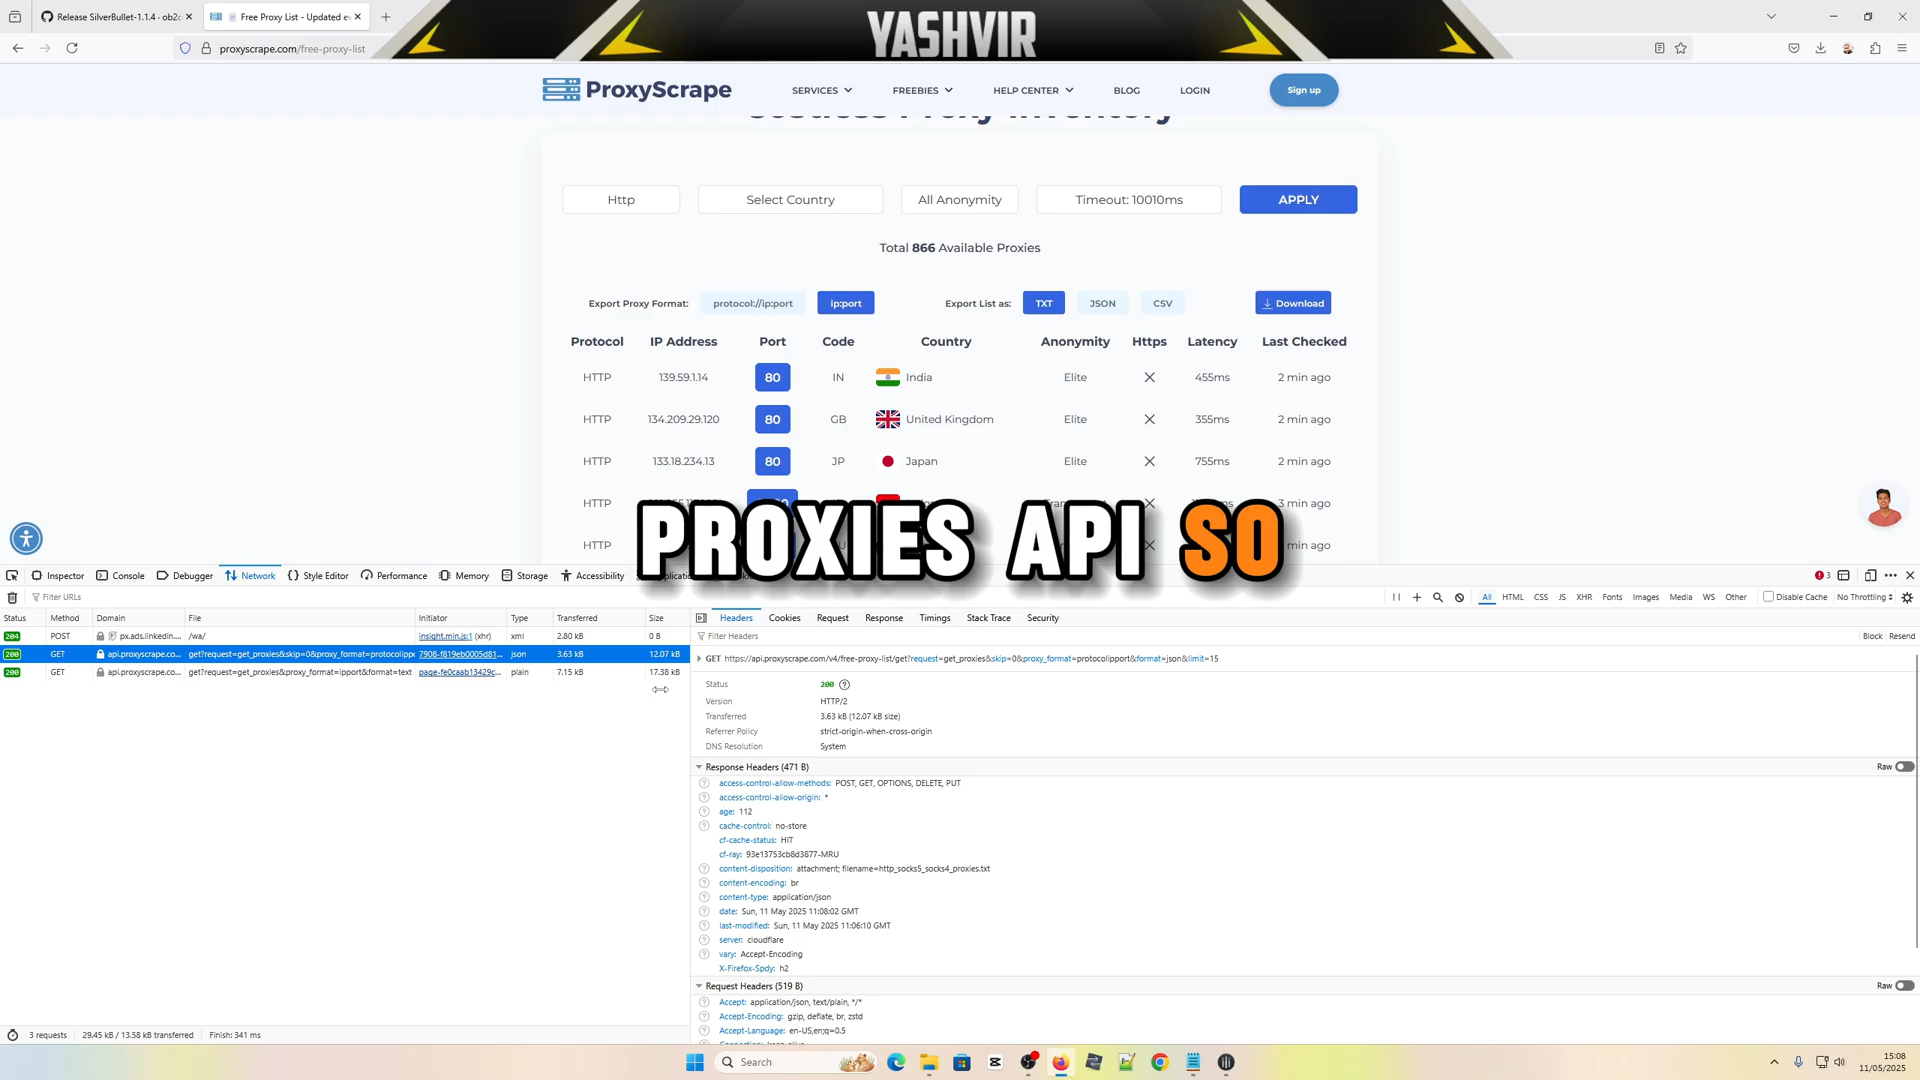 Release SilverBullet-1.1.4 - ob2
Free Proxy List - Updated
YASHVIR
proxyscrape.com/free-proxy-list
ProxyScrape
SERVICES
FREEBIES
HELP CENTER
BLOG
LOGIN
Sign up
Http
Select Country
All Anonymity
Timeout: 10010ms
APPLY
Total 866 Available Proxies
Export Proxy Format:
protocol://ip:port
ip:port
Export List as:
TXT
JSON
CSV
Download
Protocol IP Address Port Code Country Anonymity Https Latency Last Checked
HTTP 139.59.1.14 80 IN India Elite 455ms 2 min ago
HTTP 134.209.29.120 80 GB United Kingdom Elite 355ms 2 min ago
HTTP 133.18.234.13 80 JP Japan Elite 755ms 2 min ago
HTTP 3 min ago
HTTP min ago
PROXIES API SO
Inspector Console Debugger Network Style Editor Performance Memory Storage Accessibility
3
Filter URLs
All HTML CSS JS XHR Fonts Images Media WS Other Disable Cache No Throttling
Status Method Domain File Initiator Type Transferred Size
204 POST px.ads.linkedin.... /wa/ insight.min.js:1 (xhr) xml 2.80 kB 0 B
200 GET api.proxyscrape.co... get?request=get_proxies&skip=0&proxy_format=protocolipp 7908-f819eb0005d81... json 3.63 kB 12.07 kB
200 GET api.proxyscrape.co... get?request=get_proxies&proxy_format=ipport&format=text page-fe0caab13429c... plain 7.15 kB 17.38 kB
Headers Cookies Request Response Timings Stack Trace Security
Filter Headers
Block Resend
GET https://api.proxyscrape.com/v4/free-proxy-list/get?request=get_proxies&skip=0&proxy_format=protocolipport&format=json&limit=15
Status 200
Version HTTP/2
Transferred 3.63 kB (12.07 kB size)
Referrer Policy strict-origin-when-cross-origin
DNS Resolution System
Response Headers (471 B)
Raw
access-control-allow-methods: POST, GET, OPTIONS, DELETE, PUT
access-control-allow-origin: *
age: 112
cache-control: no-store
cf-cache-status: HIT
cf-ray: 93e13753cb8d3877-MRU
content-disposition: attachment; filename=http_socks5_socks4_proxies.txt
content-encoding: br
content-type: application/json
date: Sun, 11 May 2025 11:08:02 GMT
last-modified: Sun, 11 May 2025 11:06:10 GMT
server: cloudflare
vary: Accept-Encoding
X-Firefox-Spdy: h2
Request Headers (519 B)
Raw
Accept: application/json, text/plain, */*
Accept-Encoding: gzip, deflate, br, zstd
Accept-Language: en-US,en;q=0.5
3 requests
29.45 kB / 13.58 kB transferred
Finish: 341 ms
Search
15:08
11/05/2025